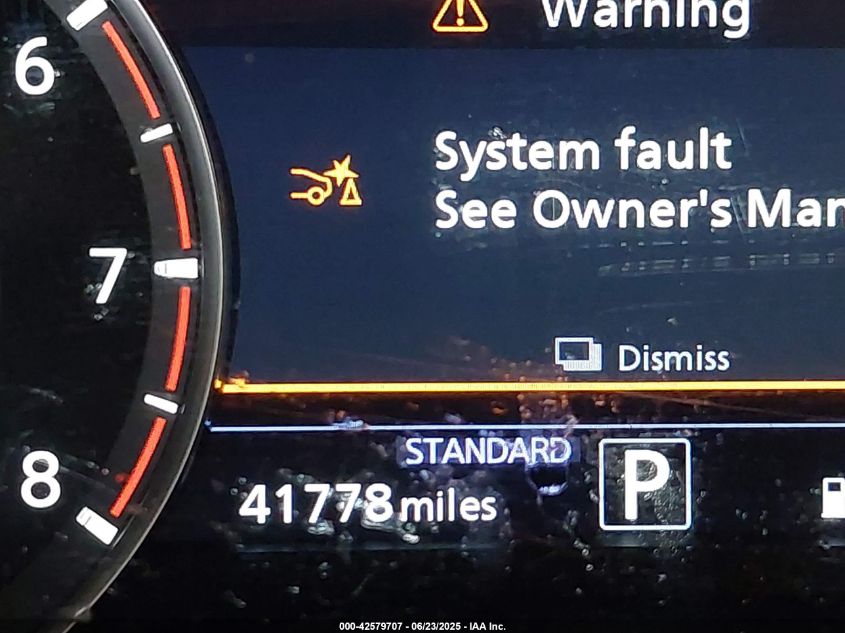 6
Warning
System fault
See Owner's Man
7
Dismiss
STANDARD
8
41778 miles
P
000-42579707 - 06/23/2025 - IAA Inc.